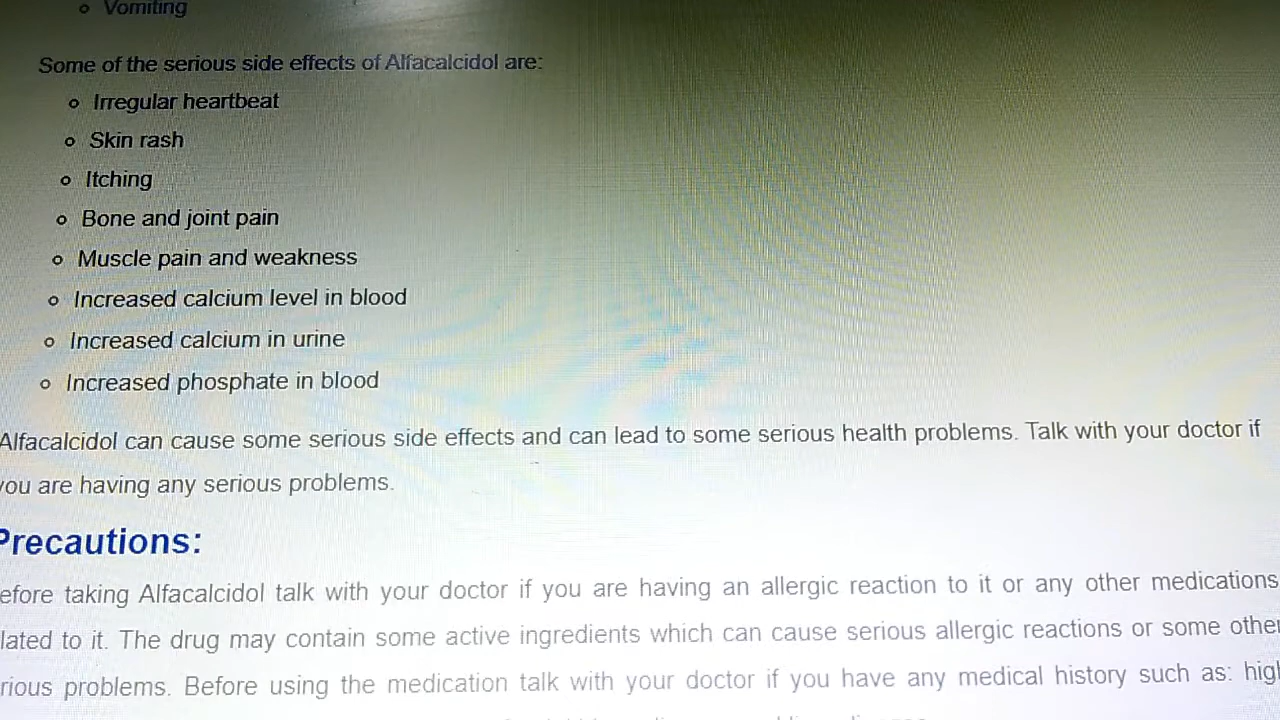 Vomiting
Some of the serious side effects of Alfacalcidol are:
Irregular heartbeat
Skin rash
Itching
Bone and joint pain
Muscle pain and weakness
Increased calcium level in blood
Increased calcium in urine
Increased phosphate in blood
Alfacalcidol can cause some serious side effects and can lead to some serious health problems. Talk with your doctor if
you are having any serious problems.
Precautions:
efore taking Alfacalcidol talk with your doctor if you are having an allergic reaction to it or any other medications
lated to it. The drug may contain some active ingredients which can cause serious allergic reactions or some other
rious problems. Before using the medication talk with your doctor if you have any medical history such as: high